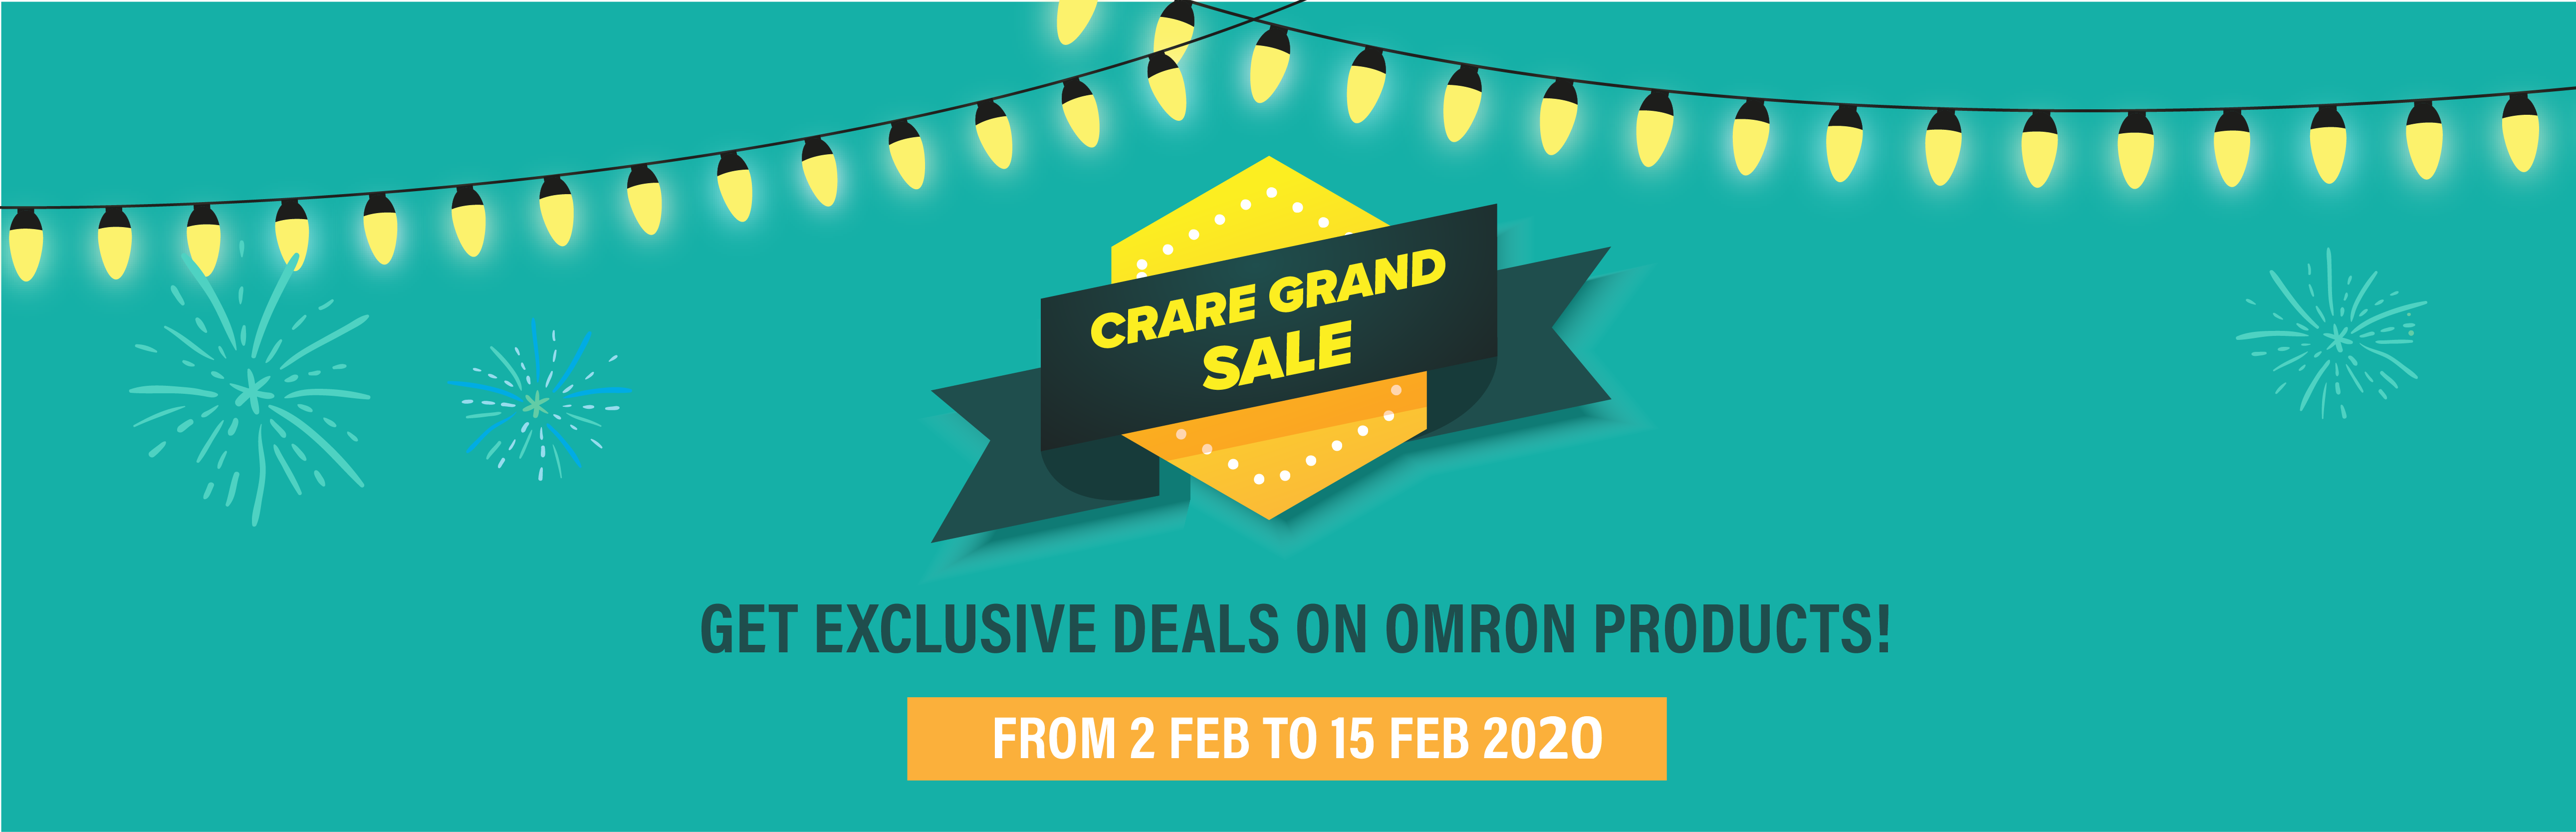 CRARE GRAND
SALE
GET EXCLUSIVE DEALS ON OMRON PRODUCTS!
FROM 2 FEB TO 15 FEB 2020